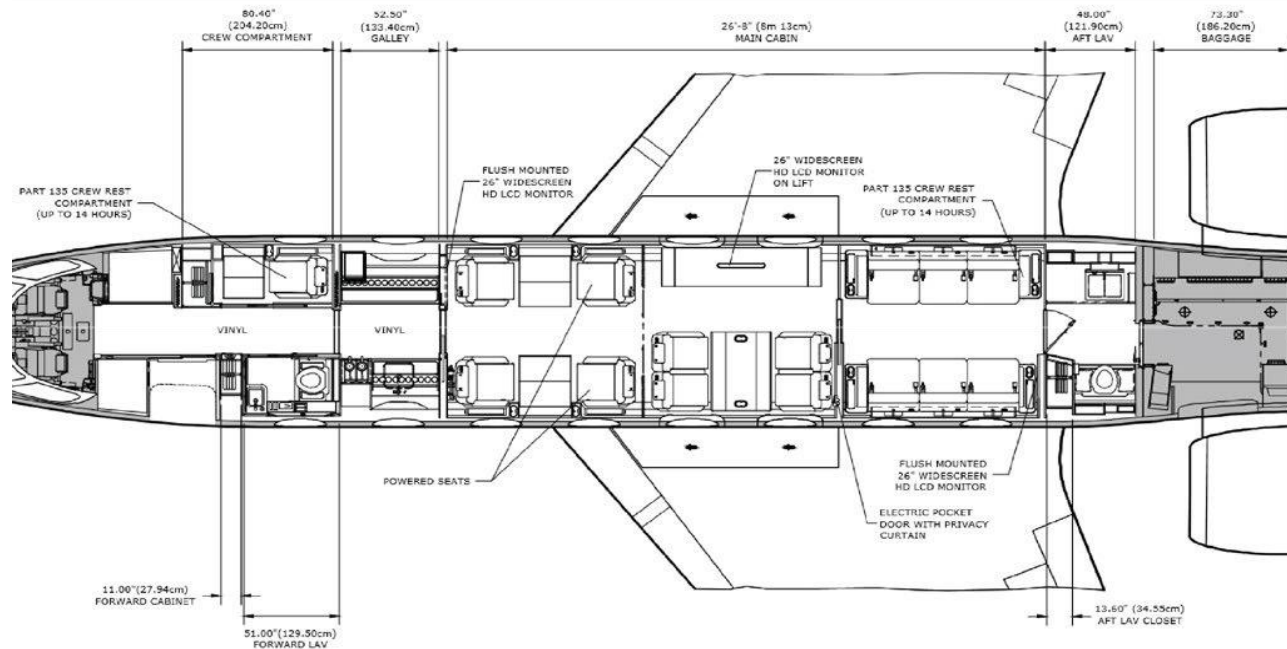 80.40"
(204.20cm)
CREW COMPARTMENT
52.50"
(133.40cm)
GALLEY
26'-8" (8m 13cm)
MAIN CABIN
48.00"
(121.90cm)
AFT LAV
73.30"
(186.20cm)
BAGGAGE
PART 135 CREW REST
COMPARTMENT
(UP TO 14 HOURS)
FLUSH MOUNTED
26" WIDESCREEN
HD LCD MONITOR
26" WIDESCREEN
HD LCD MONITOR
ON LIFT
PART 135 CREW REST
COMPARTMENT
(UP TO 14 HOURS)
VINYL
VINYL
POWERED SEATS
FLUSH MOUNTED
26" WIDESCREEN
HD LCD MONITOR
ELECTRIC POCKET
DOOR WITH PRIVACY
CURTAIN
11.00"(27.94cm)
FORWARD CABINET
51.00"(129.50cm)
FORWARD LAV
13.60" (34.55cm)
AFT LAV CLOSET